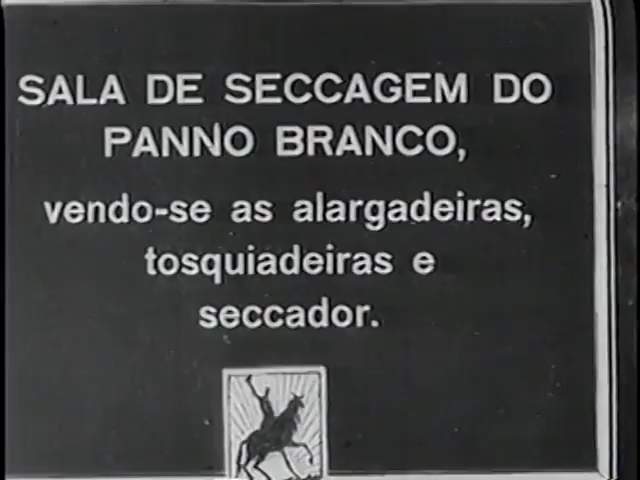 SALA DE SECCAGEM DO
PANNO BRANCO,
vendo-se as alargadeiras,
tosquiadeiras e
seccador.